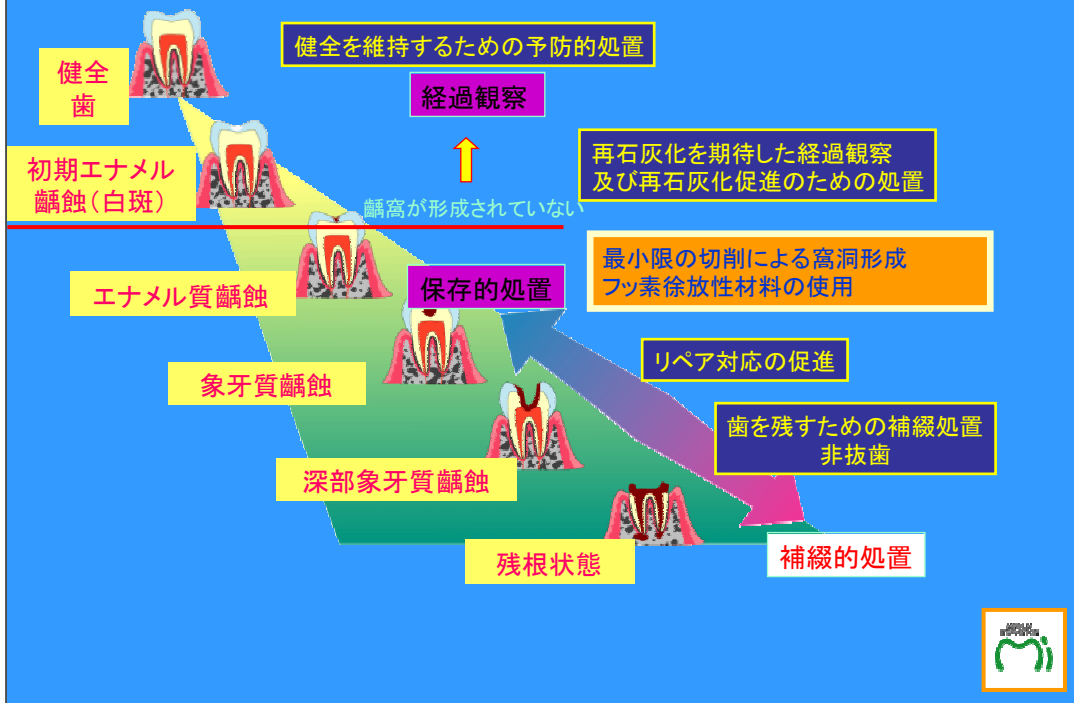 健全を維持するための予防的処置
健全
歯
経過観察
再石灰化を期待した経過観察
及び再石灰化促進のための処置
初期エナメル
齲蝕（白斑）
齲窩が形成されていない
最小限の切削による窩洞形成
フッ素徐放性材料の使用
エナメル質齲蝕
保存的処置
リペア対応の促進
象牙質齲蝕
歯を残すための補綴処置
非抜歯
深部象牙質齲蝕
残根状態
補綴的処置